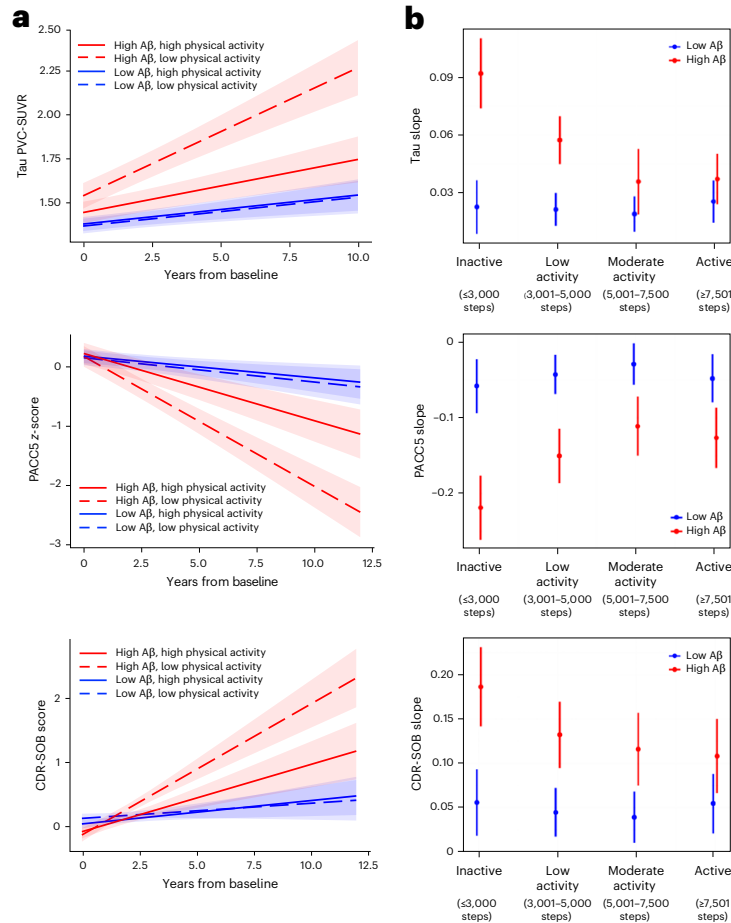 a
2.50
2.25
2.00
1.75
1.50
Tau PVC-SUVR
High Aβ, high physical activity
High Aβ, low physical activity
Low Aβ, high physical activity
Low Aβ, low physical activity
0
2.5
5.0
7.5
10.0
Years from baseline
b
0.09
0.06
0.03
Tau slope
Low Aβ
High Aβ
Inactive
Low
activity
Moderate
activity
Active
(≤3,000
steps)
(3,001–5,000
steps)
(5,001–7,500
steps)
(≥7,501
steps)
0
–1
–2
–3
PACC5 z-score
High Aβ, high physical activity
High Aβ, low physical activity
Low Aβ, high physical activity
Low Aβ, low physical activity
0
2.5
5.0
7.5
10.0
12.5
Years from baseline
0
–0.1
–0.2
PACC5 slope
Low Aβ
High Aβ
Inactive
Low
activity
Moderate
activity
Active
(≤3,000
steps)
(3,001–5,000
steps)
(5,001–7,500
steps)
(≥7,501
steps)
2
1
0
CDR-SOB score
High Aβ, high physical activity
High Aβ, low physical activity
Low Aβ, high physical activity
Low Aβ, low physical activity
0
2.5
5.0
7.5
10.0
12.5
Years from baseline
0.20
0.15
0.10
0.05
0
CDR-SOB slope
Low Aβ
High Aβ
Inactive
Low
activity
Moderate
activity
Active
(≤3,000
steps)
(3,001–5,000
steps)
(5,001–7,500
steps)
(≥7,501
steps)